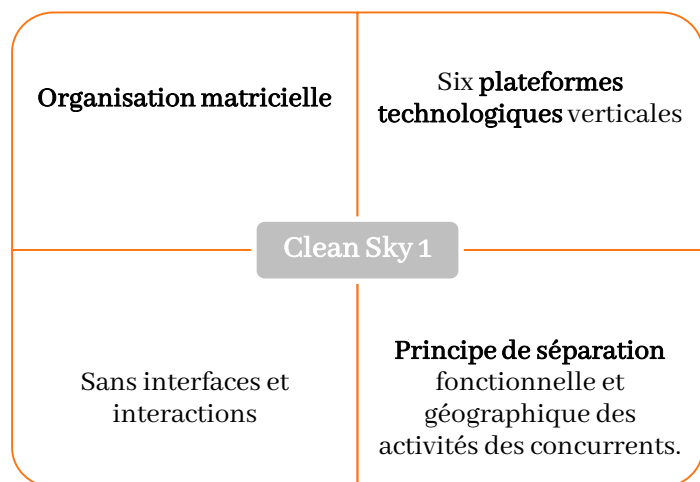 Organisation matricielle
Six plateformes
technologiques verticales
Clean Sky 1
Sans interfaces et
interactions
Principe de séparation
fonctionnelle et
géographique des
activités des concurrents.